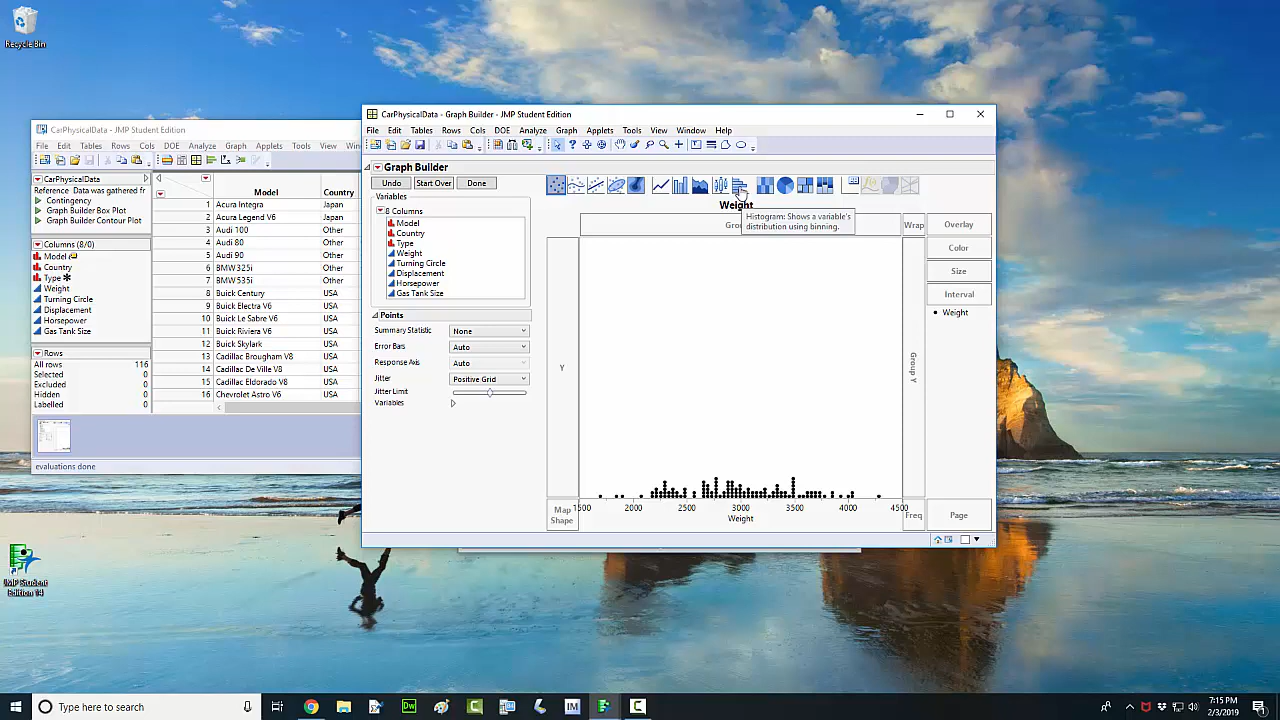 Recycle Bin
JMP Student
Edition 14
CarPhysicalData - JMP Student Edition
File Edit Tables Rows Cols DOE Analyze Graph Applets Tools View Win
CarPhysicalData
Reference: Data was gathered fr
Contingency
Graph Builder Box Plot
Graph Builder Contour Plot
Columns (8/0)
Model
Country
Type
Weight
Turning Circle
Displacement
Horsepower
Gas Tank Size
Rows
All rows 116
Selected 0
Excluded 0
Hidden 0
Labelled 0
Model Country
1 Acura Integra Japan
2 Acura Legend V6 Japan
3 Audi 100 Other
4 Audi 80 Other
5 Audi 90 Other
6 BMW 325i Other
7 BMW 535i Other
8 Buick Century USA
9 Buick Electra V6 USA
10 Buick Le Sabre V6 USA
11 Buick Riviera V6 USA
12 Buick Skylark USA
13 Cadillac Brougham V8 USA
14 Cadillac De Ville V8 USA
15 Cadillac Eldorado V8 USA
16 Chevrolet Astro V6 USA
evaluations done
CarPhysicalData - Graph Builder - JMP Student Edition
File Edit Tables Rows Cols DOE Analyze Graph Applets Tools View Window Help
Graph Builder
Undo Start Over Done
Variables
8 Columns
Model
Country
Type
Weight
Turning Circle
Displacement
Horsepower
Gas Tank Size
Points
Summary Statistic None
Error Bars Auto
Response Axis Auto
Jitter Positive Grid
Jitter Limit
Variables
Weight
Histogram: Shows a variable's
distribution using binning.
Gro
Wrap
Overlay
Color
Size
Interval
Weight
Y
Group Y
Map
Shape
1500 2000 2500 3000 3500 4000 4500
Weight
Freq
Page
Type here to search
Dw
IM
7:15 PM
2/3/2019